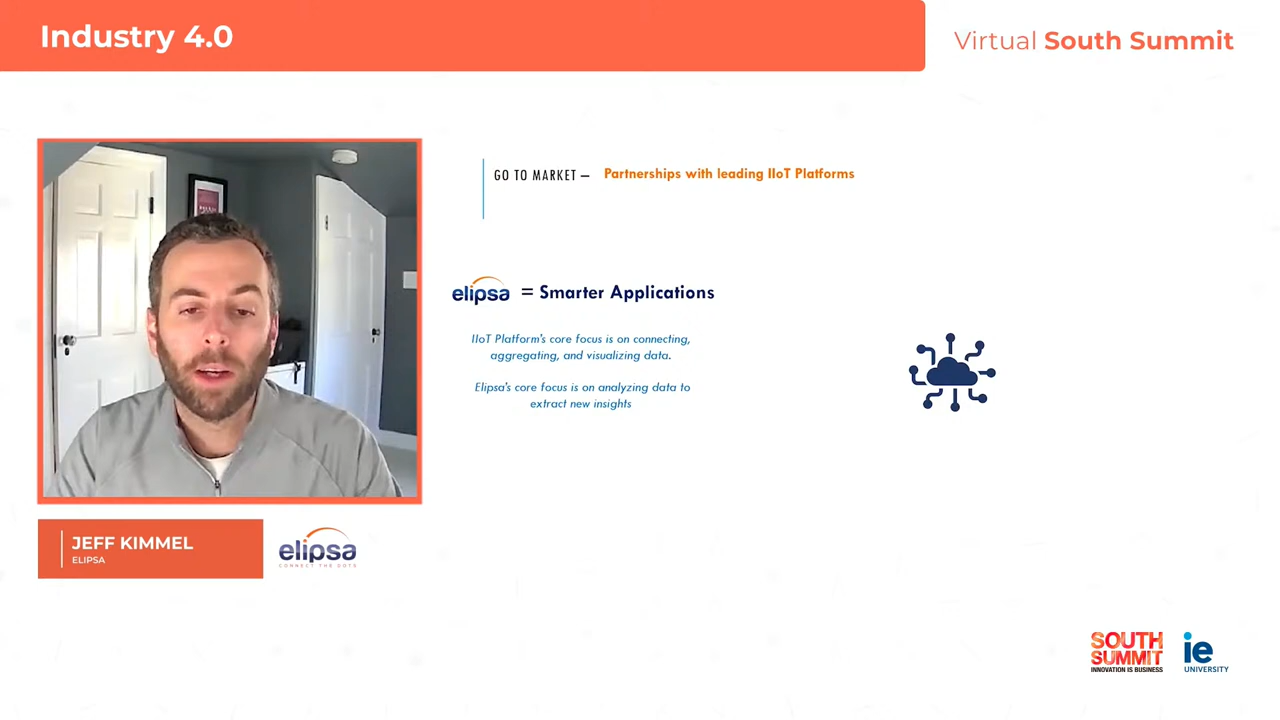 Industry 4.0
Virtual South Summit
GO TO MARKET – Partnerships with leading IIoT Platforms
elipsa = Smarter Applications
IIoT Platform's core focus is on connecting,
aggregating, and visualizing data.
Elipsa's core focus is on analyzing data to
extract new insights
JEFF KIMMEL
ELIPSA
elipsa
CONNECT THE DOTS
SOUTH
SUMMIT
INNOVATION IS BUSINESS
ie
UNIVERSITY